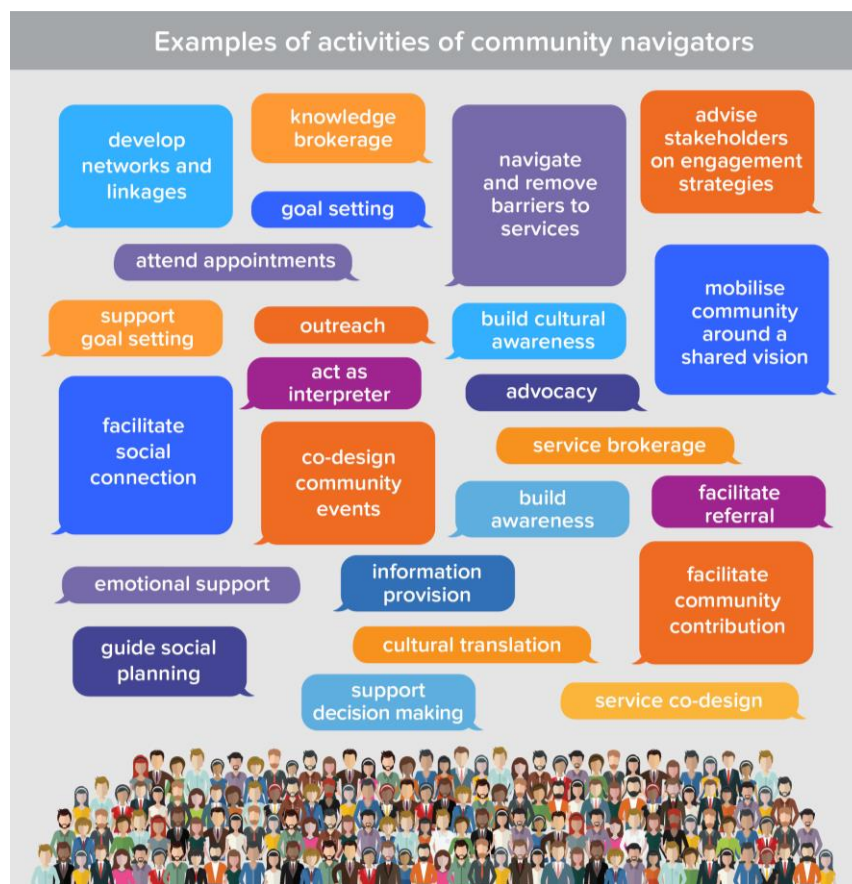 Examples of activities of community navigators
develop
networks and
linkages
knowledge
brokerage
navigate
and remove
barriers to
services
advise
stakeholders
on engagement
strategies
goal setting
attend appointments
mobilise
community
around a
shared vision
support
goal setting
outreach
build cultural
awareness
act as
interpreter
advocacy
facilitate
social
connection
co-design
community
events
service brokerage
build
awareness
facilitate
referral
emotional support
information
provision
facilitate
community
contribution
guide social
planning
cultural translation
support
decision making
service co-design